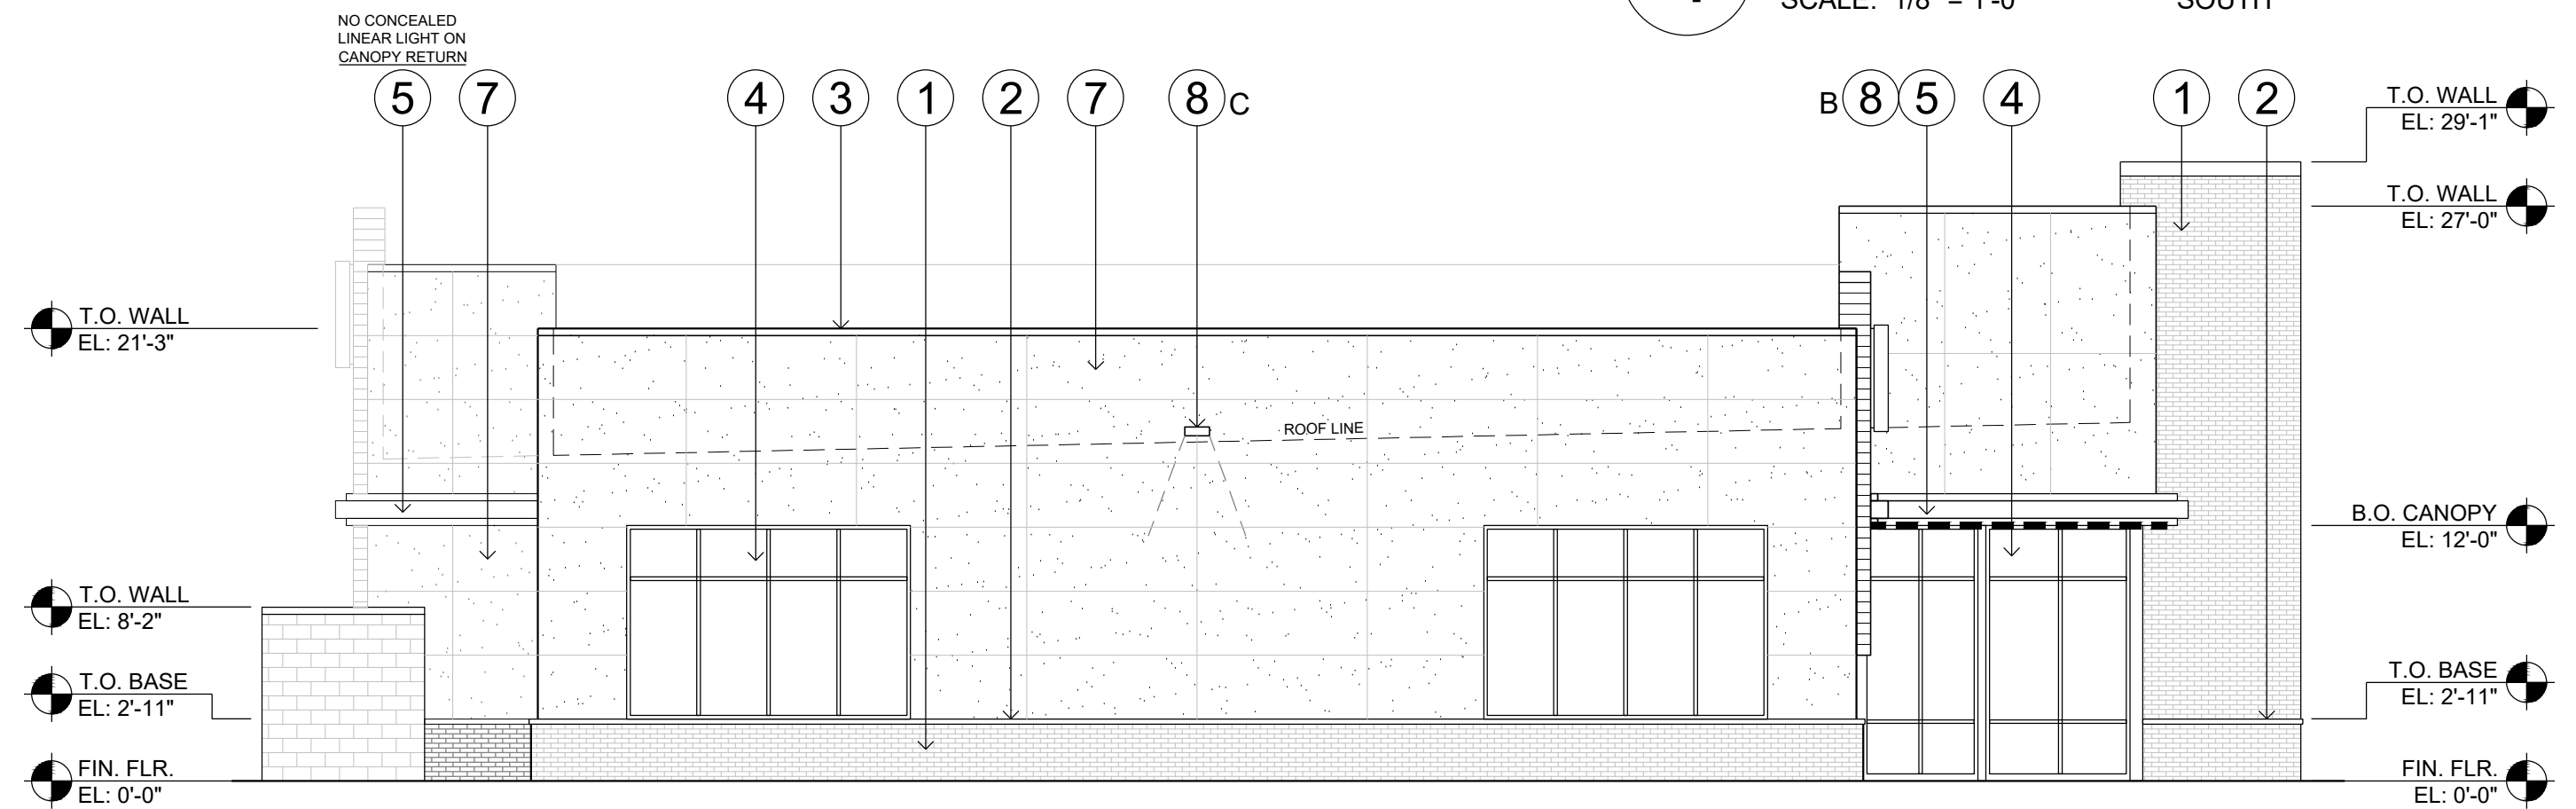 SCALE: 1/8" = 1'-0" SOUTH
NO CONCEALED
LINEAR LIGHT ON
CANOPY RETURN
5 7 4 3 1 2 7 8 C B 8 5 4 1 2
T.O. WALL
EL: 29'-1"
T.O. WALL
EL: 27'-0"
T.O. WALL
EL: 21'-3"
ROOF LINE
B.O. CANOPY
EL: 12'-0"
T.O. WALL
EL: 8'-2"
T.O. BASE
EL: 2'-11"
T.O. BASE
EL: 2'-11"
FIN. FLR.
EL: 0'-0"
FIN. FLR.
EL: 0'-0"